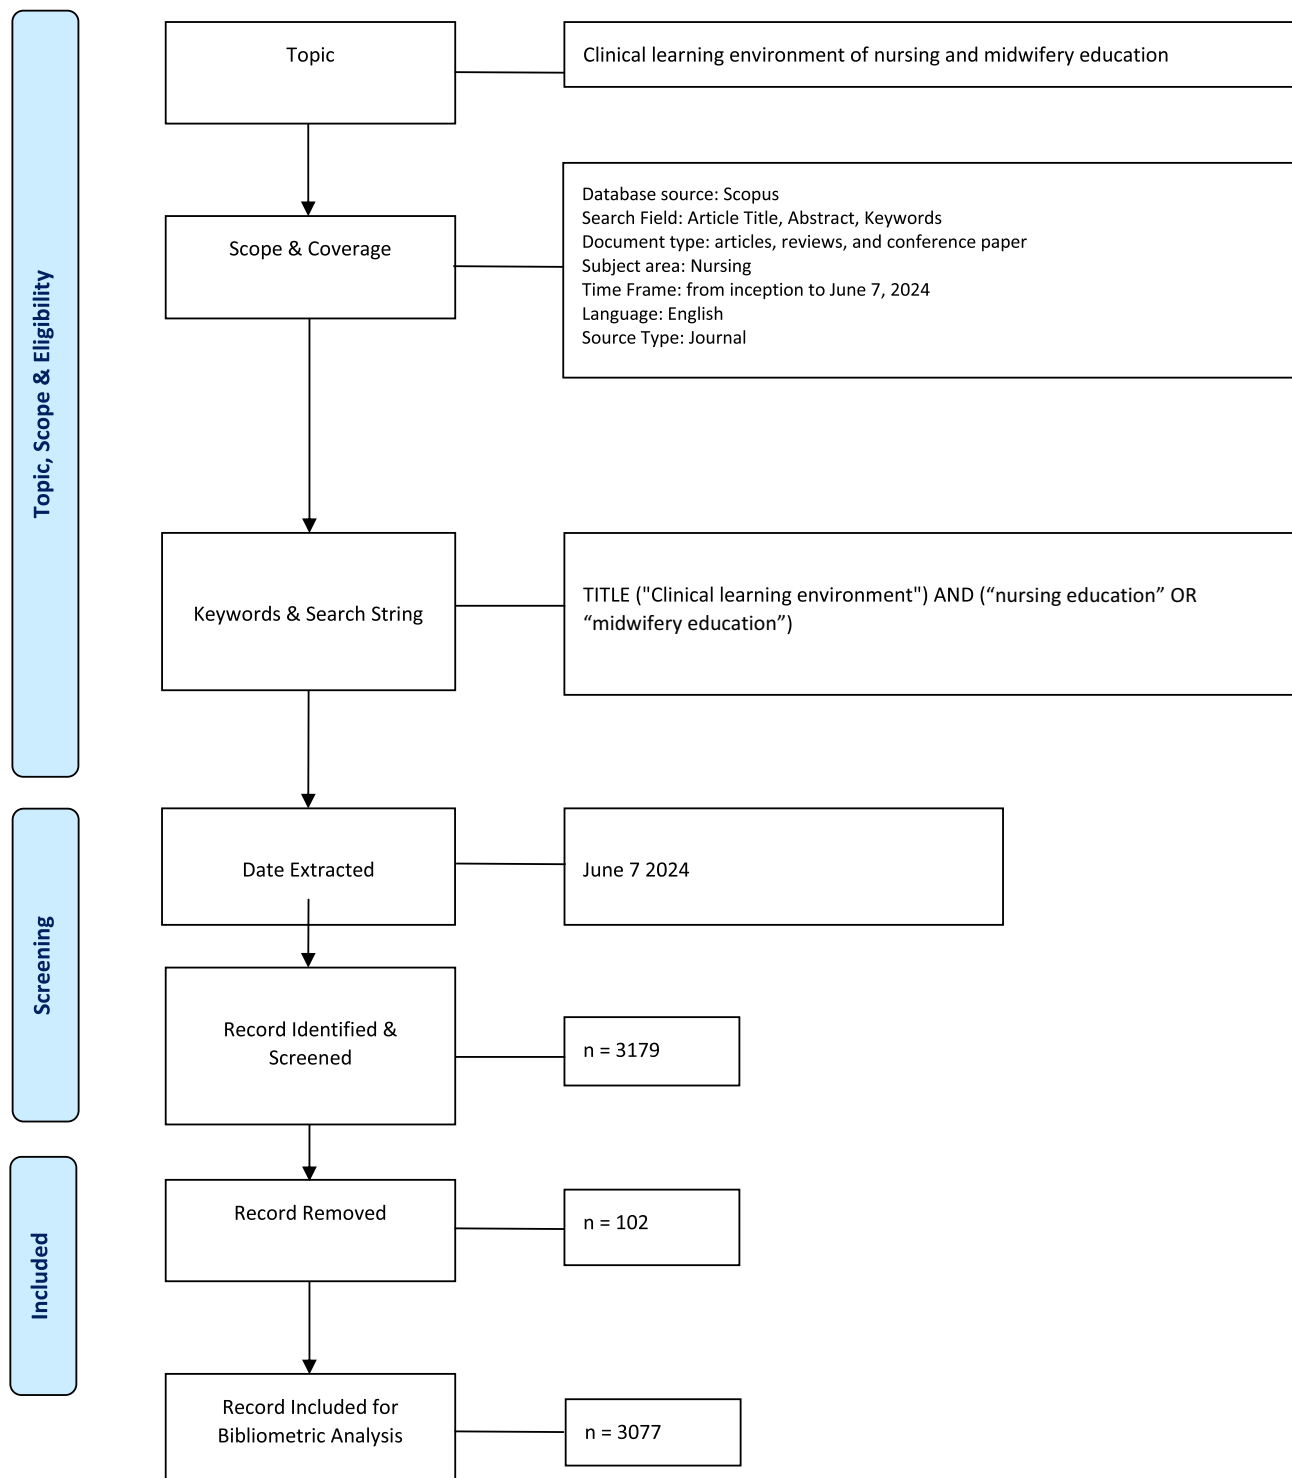 Topic, Scope & Eligibility
Topic
Clinical learning environment of nursing and midwifery education
Scope & Coverage
Database source: Scopus
Search Field: Article Title, Abstract, Keywords
Document type: articles, reviews, and conference paper
Subject area: Nursing
Time Frame: from inception to June 7, 2024
Language: English
Source Type: Journal
Keywords & Search String
TITLE ("Clinical learning environment") AND (“nursing education” OR
“midwifery education”)
Screening
Date Extracted
June 7 2024
Record Identified &
Screened
n = 3179
Included
Record Removed
n = 102
Record Included for
Bibliometric Analysis
n = 3077